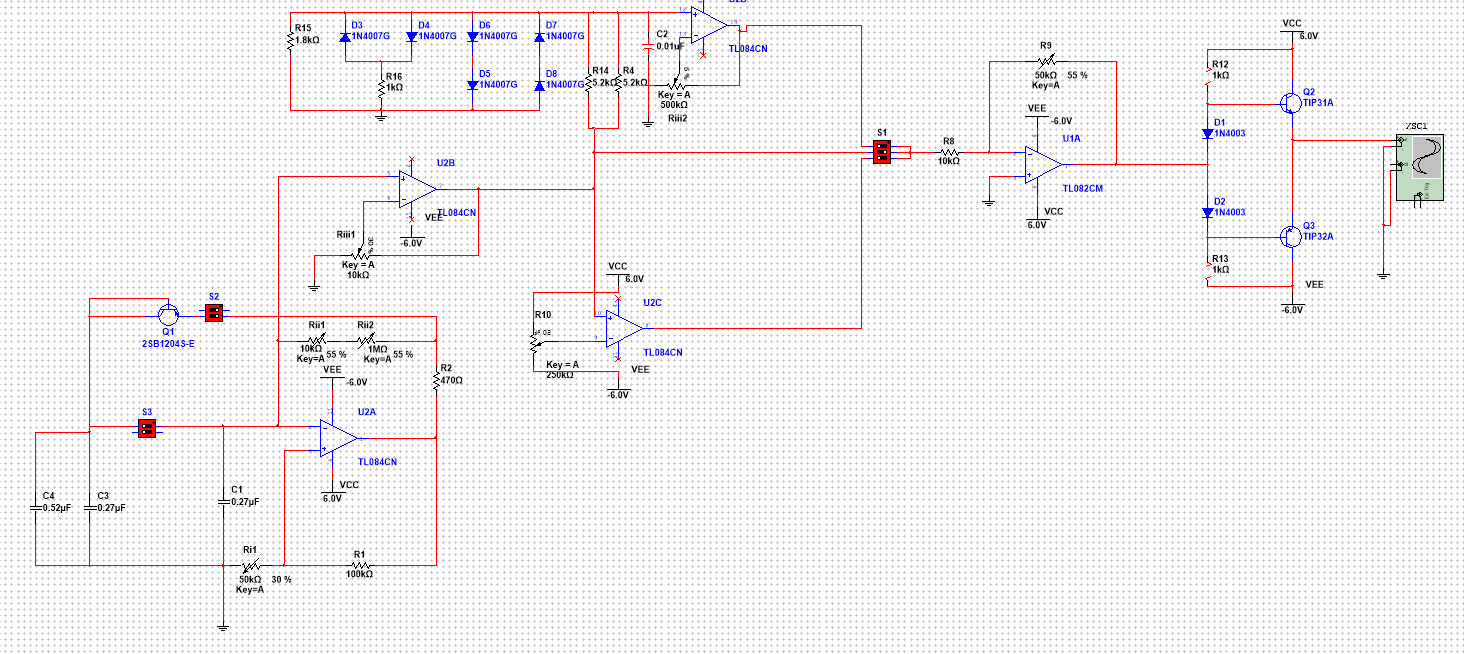 U2D
TL084CN
R15
1.8kΩ
D3
1N4007G
D4
1N4007G
D6
1N4007G
D7
1N4007G
R16
1kΩ
D5
1N4007G
D8
1N4007G
R14
5.2kΩ
R4
5.2kΩ
C2
0.01uF
Key = A
500kΩ
Riii2
R9
50kΩ
55 %
Key=A
VEE
-6.0V
U1A
TL082CM
VCC
6.0V
R8
10kΩ
S1
VCC
6.0V
R12
1kΩ
Q2
TIP31A
D1
1N4003
D2
1N4003
Q3
TIP32A
R13
1kΩ
VEE
-6.0V
XSC1
U2B
TL084CN
VEE
-6.0V
Riii1
30 %
Key = A
10kΩ
S2
Q1
2SB1204S-E
Rii1
10kΩ
Key=A
55 %
Rii2
1MΩ
Key=A
55 %
R2
470Ω
VEE
-6.0V
U2A
TL084CN
VCC
6.0V
S3
C4
0.52µF
C3
0.27µF
C1
0.27µF
Ri1
50kΩ
30 %
Key=A
R1
100kΩ
VCC
6.0V
R10
50 %
Key = A
250kΩ
U2C
TL084CN
VEE
-6.0V